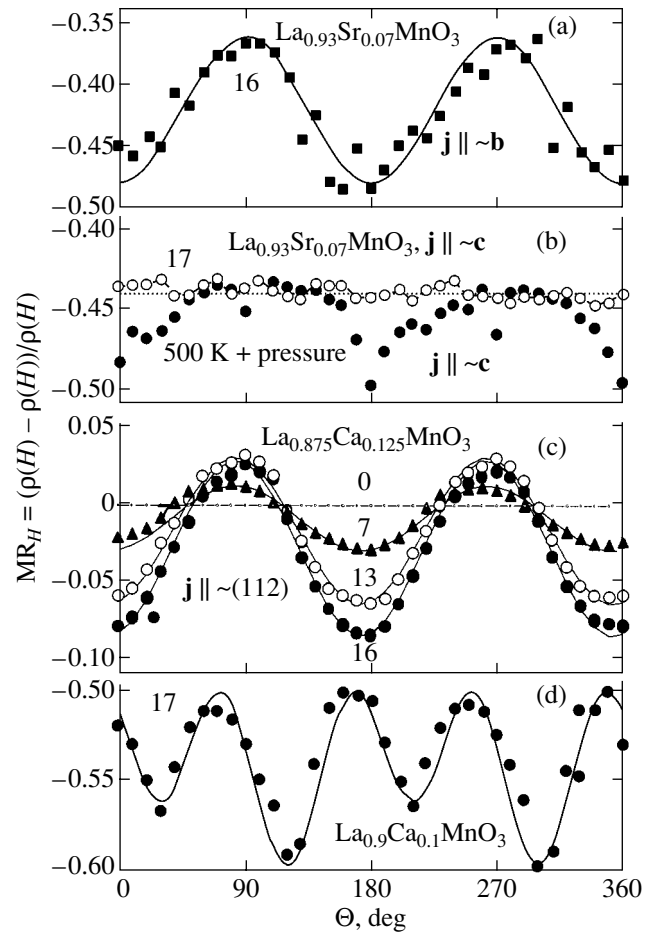 −0.35
La₀.₉₃Sr₀.₀₇MnO₃
(a)
−0.40
16
−0.45
j || ~b
−0.50
−0.40
La₀.₉₃Sr₀.₀₇MnO₃, j || ~c
(b)
17
−0.45
500 K + pressure
j || ~c
−0.50
0.05
La₀.₈₇₅Ca₀.₁₂₅MnO₃
(c)
0
0
7
−0.05
j || ~(112)
13
−0.10
16
−0.50
17
(d)
−0.55
La₀.₉Ca₀.₁MnO₃
−0.60
0 90 180 270 360
Θ, deg
MR_H = (ρ(H) − ρ(H))/ρ(H)